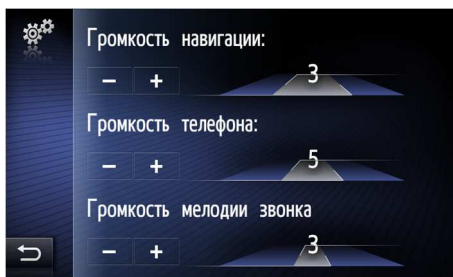 Громкость навигации:
− + 3
Громкость телефона:
− + 5
Громкость мелодии звонка
− + 3